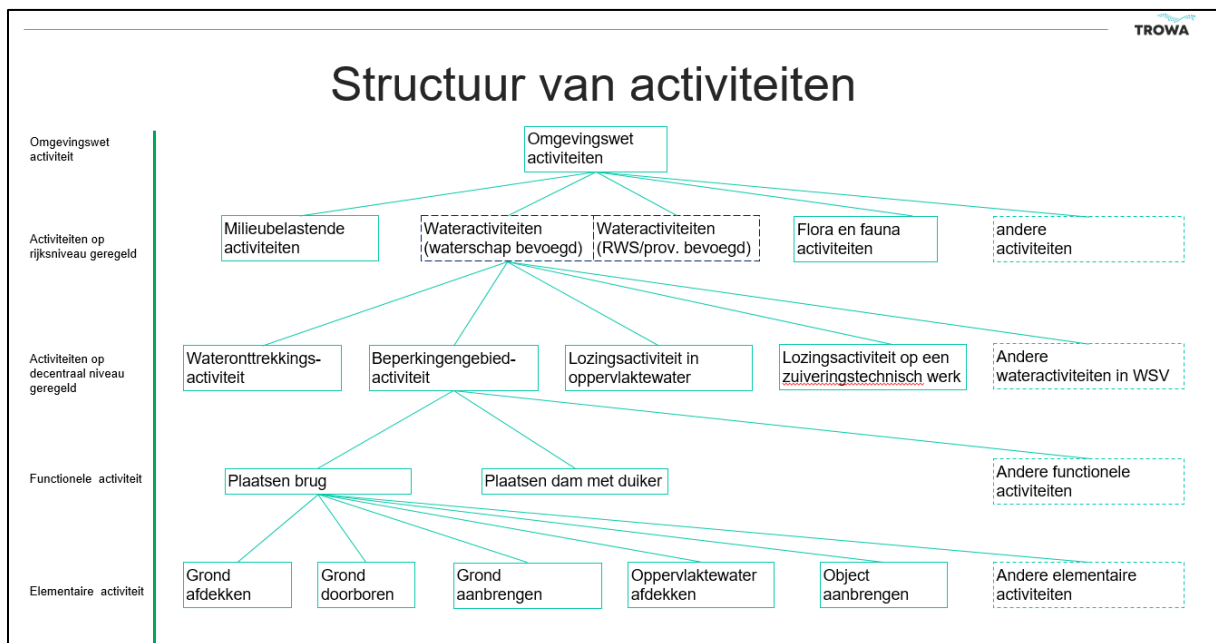 TROWA
Structuur van activiteiten
Omgevingswet
activiteit
Omgevingswet
activiteiten
Activiteiten op
rijksniveau geregeld
Milieubelastende
activiteiten
Wateractiviteiten
(waterschap bevoegd)
Wateractiviteiten
(RWS/prov. bevoegd)
Flora en fauna
activiteiten
andere
activiteiten
Activiteiten op
decentraal niveau
geregeld
Wateronttrekkings-
activiteit
Beperkingengebied-
activiteit
Lozingsactiviteit in
oppervlaktewater
Lozingsactiviteit op een
zuiveringstechnisch werk
Andere
wateractiviteiten in WSV
Functionele activiteit
Plaatsen brug
Plaatsen dam met duiker
Andere functionele
activiteiten
Elementaire activiteit
Grond
afdekken
Grond
doorboren
Grond
aanbrengen
Oppervlaktewater
afdekken
Object
aanbrengen
Andere elementaire
activiteiten